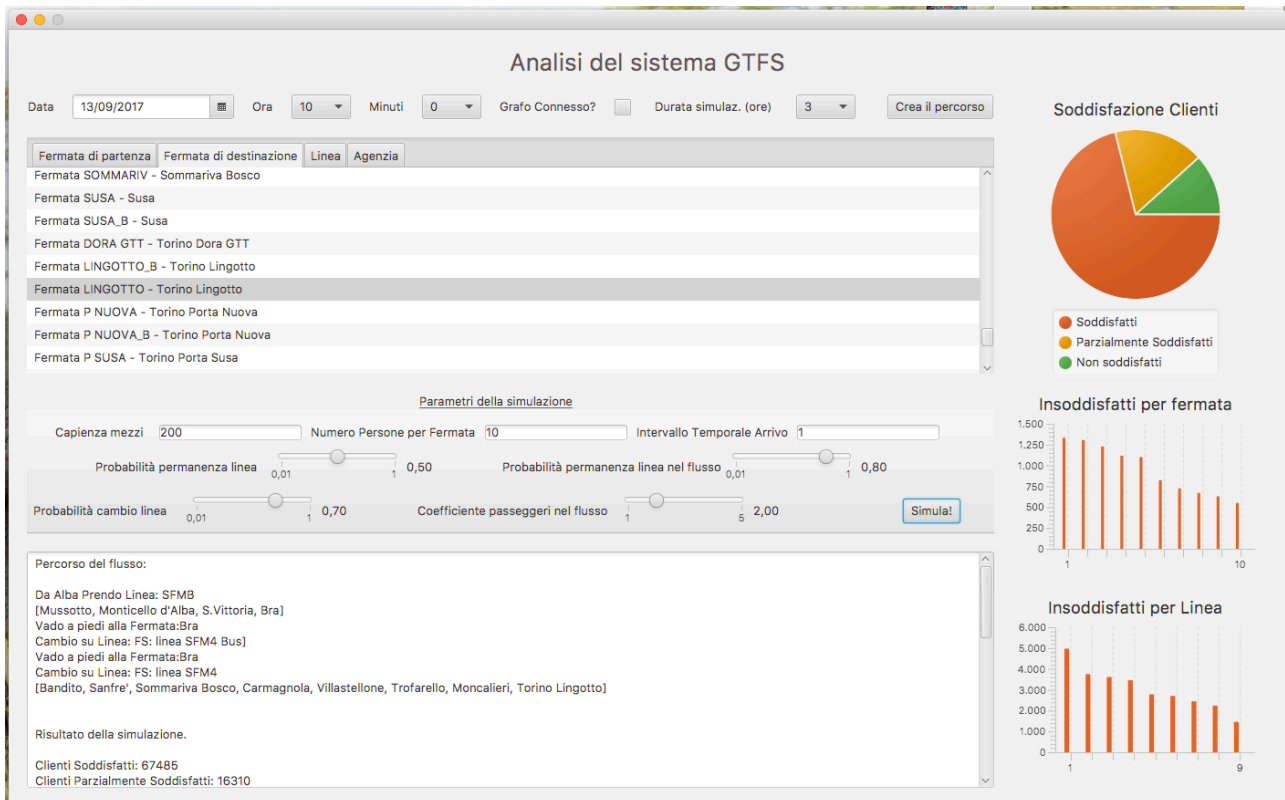 Analisi del sistema GTFS
Data 13/09/2017 Ora 10 Minuti 0 Grafo Connesso? Durata simulaz. (ore) 3 Crea il percorso
Fermata di partenza Fermata di destinazione Linea Agenzia
Fermata SOMMARIV - Sommariva Bosco
Fermata SUSA - Susa
Fermata SUSA_B - Susa
Fermata DORA GTT - Torino Dora GTT
Fermata LINGOTTO_B - Torino Lingotto
Fermata LINGOTTO - Torino Lingotto
Fermata P NUOVA - Torino Porta Nuova
Fermata P NUOVA_B - Torino Porta Nuova
Fermata P SUSA - Torino Porta Susa
Parametri della simulazione
Capienza mezzi 200 Numero Persone per Fermata 10 Intervallo Temporale Arrivo 1
Probabilità permanenza linea 0,01 1 0,50 Probabilità permanenza linea nel flusso 0,01 1 0,80
Probabilità cambio linea 0,01 1 0,70 Coefficiente passeggeri nel flusso 1 5 2,00 Simula!
Percorso del flusso:
Da Alba Prendo Linea: SFMB
[Mussotto, Monticello d'Alba, S.Vittoria, Bra]
Vado a piedi alla Fermata:Bra
Cambio su Linea: FS: linea SFM4 Bus]
Vado a piedi alla Fermata:Bra
Cambio su Linea: FS: linea SFM4
[Bandito, Sanfre', Sommariva Bosco, Carmagnola, Villastellone, Trofarello, Moncalieri, Torino Lingotto]
Risultato della simulazione.
Clienti Soddisfatti: 67485
Clienti Parzialmente Soddisfatti: 16310
Soddisfazione Clienti
Soddisfatti
Parzialmente Soddisfatti
Non soddisfatti
Insoddisfatti per fermata
1.500
1.250
1.000
750
500
250
0
1 10
Insoddisfatti per Linea
6.000
5.000
4.000
3.000
2.000
1.000
0
1 9